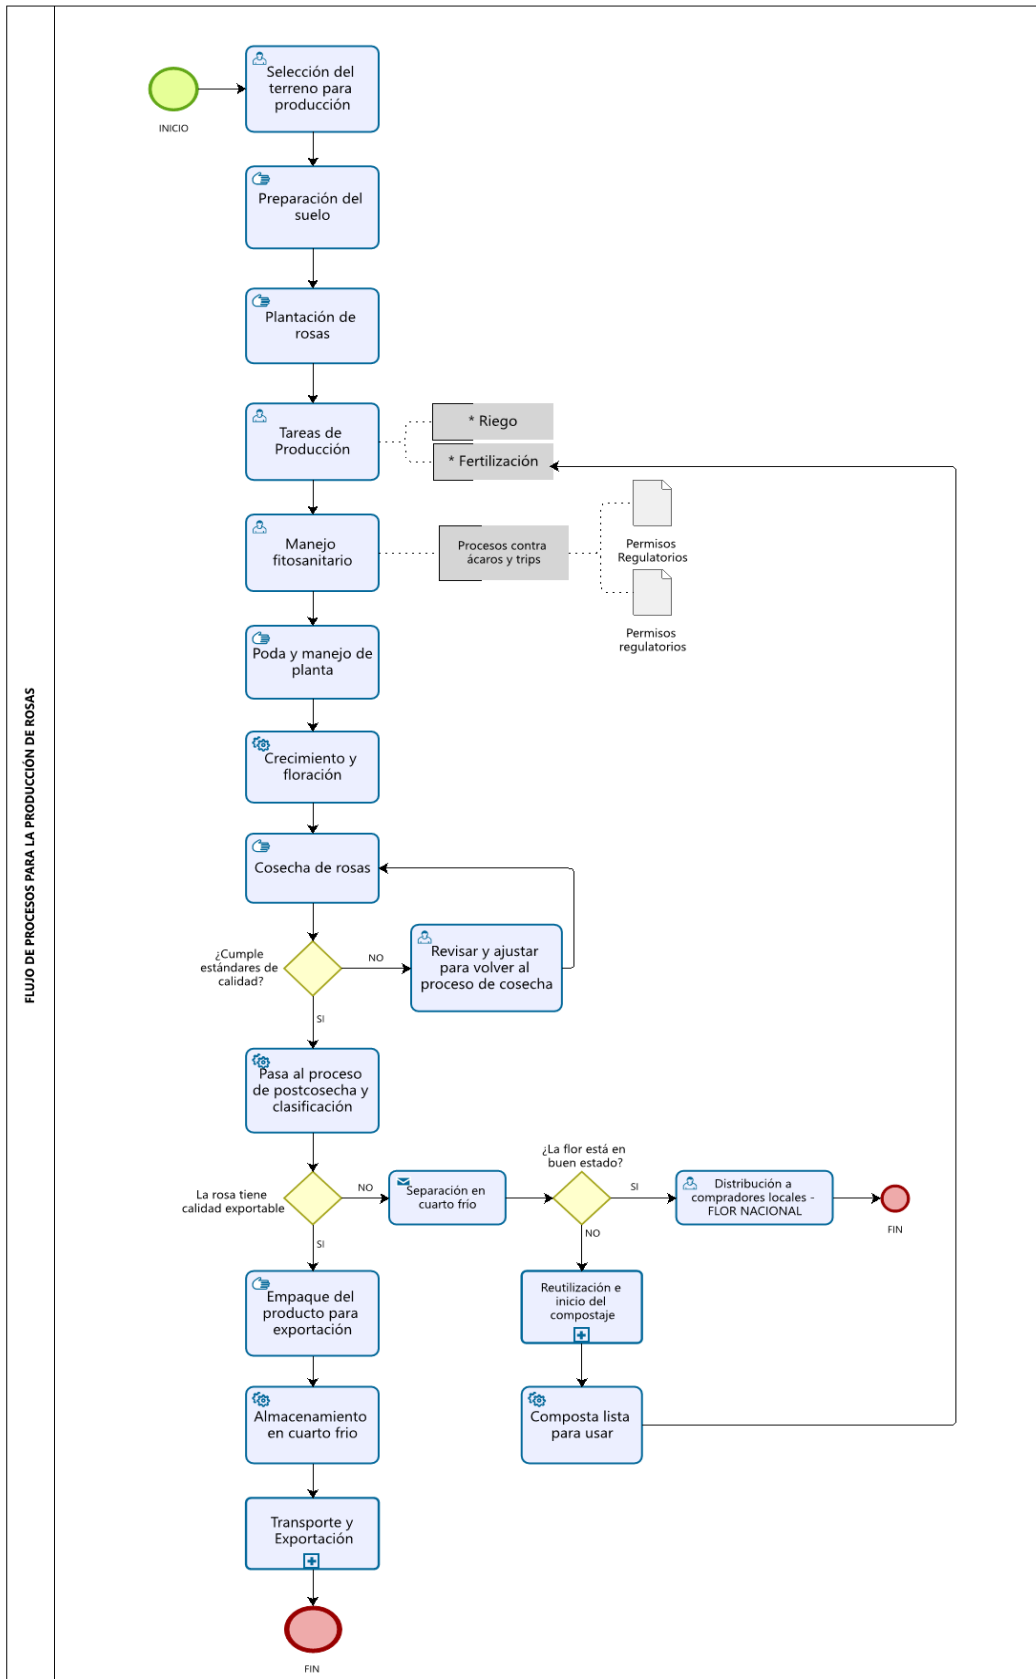 FLUJO DE PROCESOS PARA LA PRODUCCIÓN DE ROSAS
INICIO
Selección del
terreno para
producción
Preparación del
suelo
Plantación de
rosas
Tareas de
Producción
* Riego
* Fertilización
Manejo
fitosanitario
Procesos contra
ácaros y trips
Permisos
Regulatorios
Permisos
regulatorios
Poda y manejo de
planta
Crecimiento y
floración
Cosecha de rosas
¿Cumple
estándares de
calidad?
NO
Revisar y ajustar
para volver al
proceso de cosecha
SI
Pasa al proceso
de postcosecha y
clasificación
La rosa tiene
calidad exportable
NO
Separación en
cuarto frío
¿La flor está en
buen estado?
SI
Distribución a
compradores locales -
FLOR NACIONAL
FIN
NO
Reutilización e
inicio del
compostaje
Composta lista
para usar
SI
Empaque del
producto para
exportación
Almacenamiento
en cuarto frio
Transporte y
Exportación
FIN